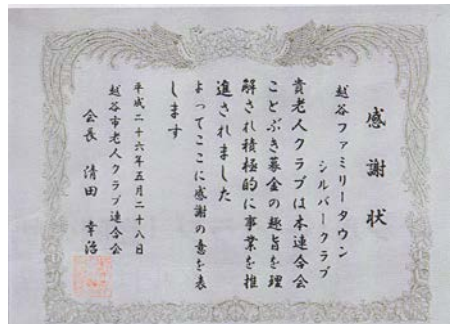 感謝状
越谷ファミリータウン
シルバークラブ
貴老人クラブは本連合会
ことぶき募金の趣旨を理
解され積極的に事業を推
進されました
よってここに感謝の意を表
します
平成二十六年五月二十八日
越谷市老人クラブ連合会
会長 清田 幸治